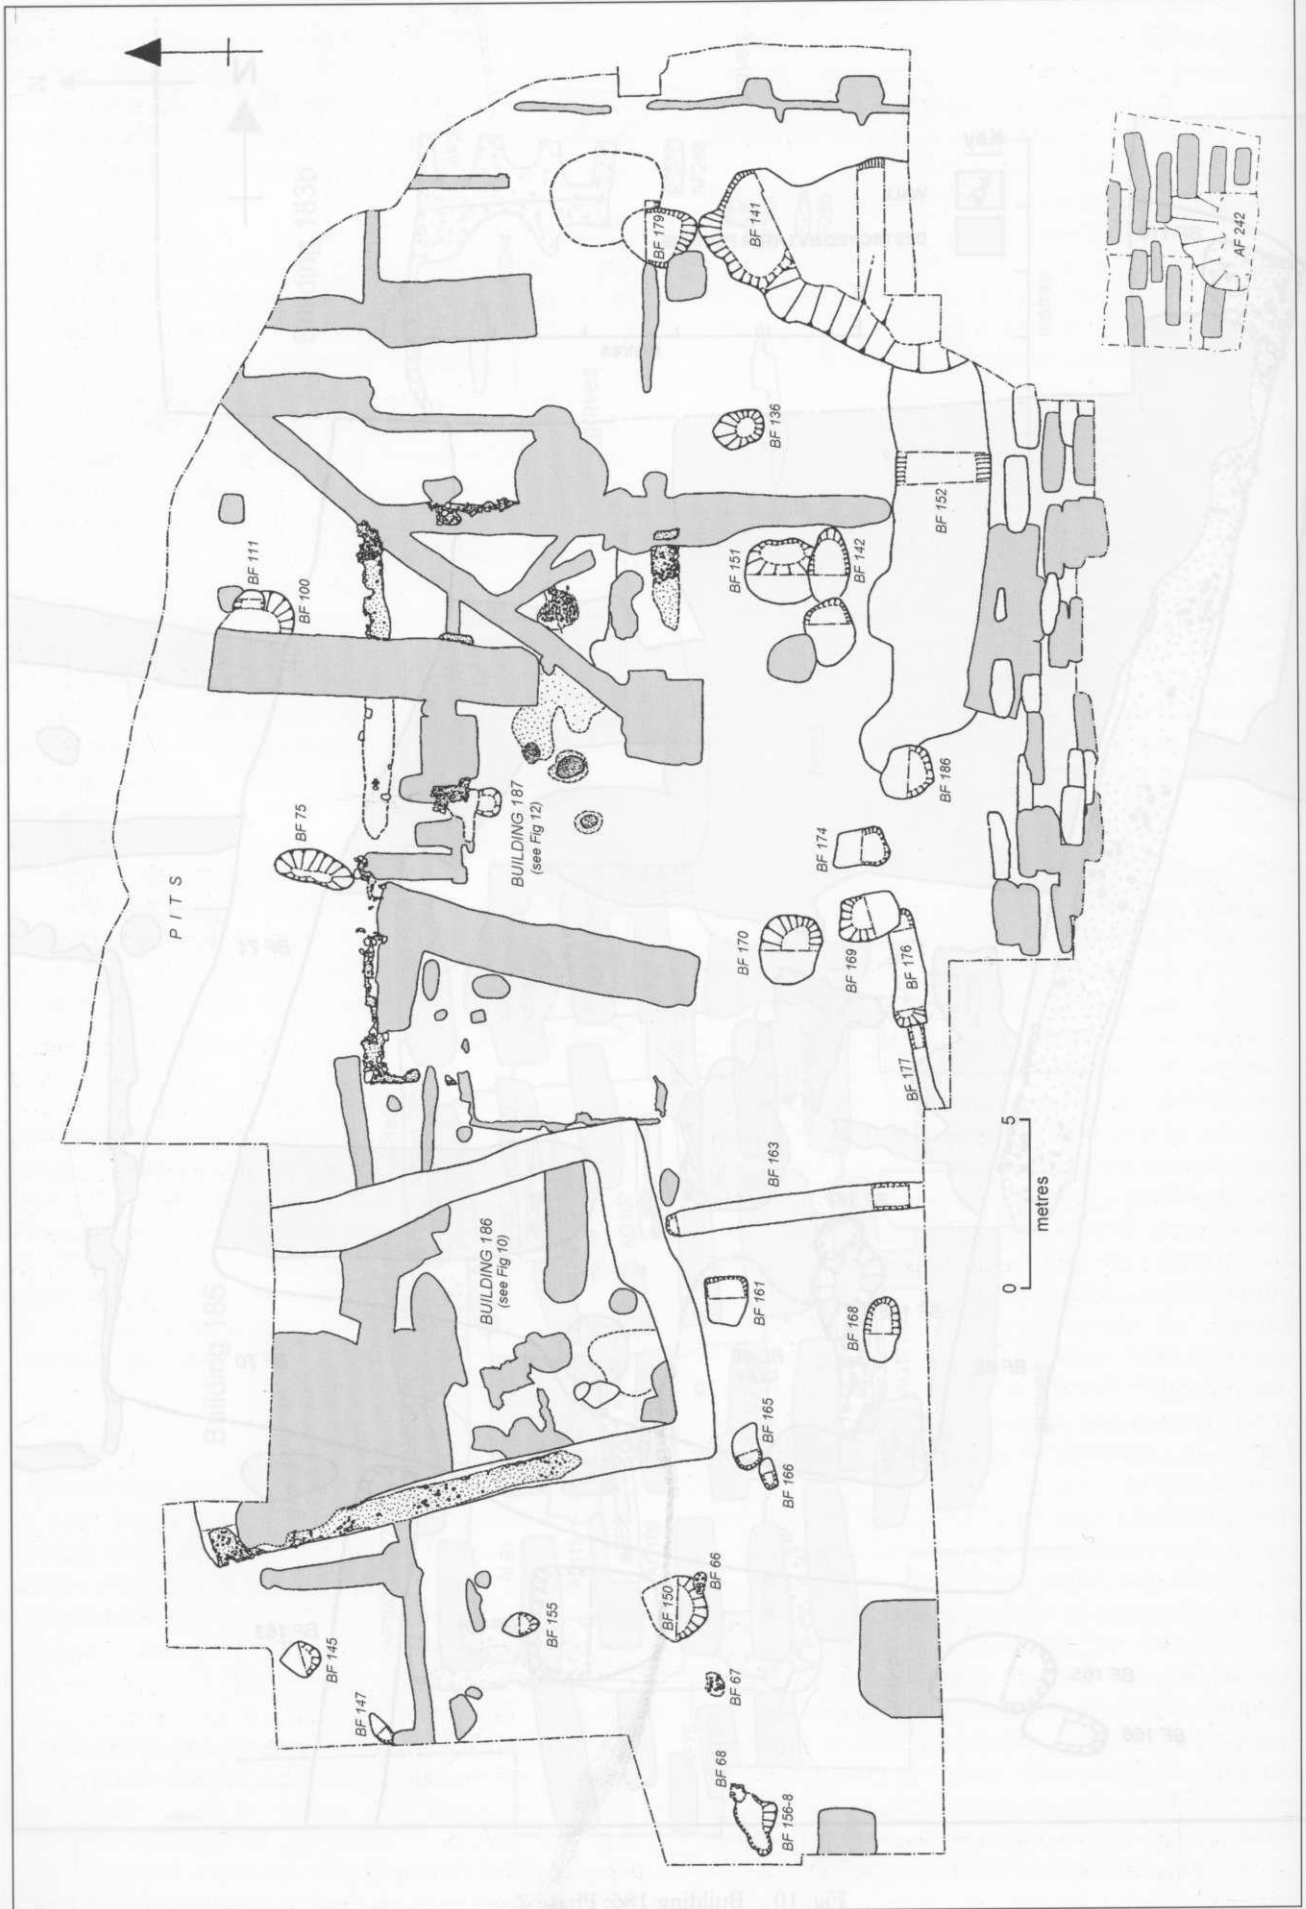 PITS
BF 111
BF 100
BF 75
BUILDING 187
(see Fig 12)
BF 179
BF 141
AF 242
BF 136
BF 151
BF 142
BF 152
BF 186
BF 174
BF 170
BF 169
BF 176
BF 177
BUILDING 186
(see Fig 10)
BF 163
BF 161
BF 168
BF 165
BF 166
BF 145
BF 147
BF 155
BF 150
BF 66
BF 67
BF 68
BF 156-8
0
5
metres